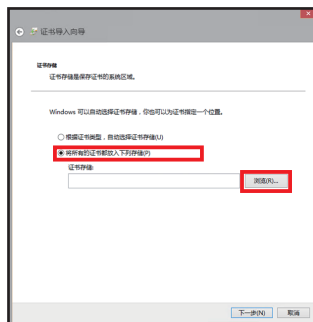 证书导入向导
证书存储
证书存储是保存证书的系统区域。
Windows 可以自动选择证书存储，你也可以为证书指定一个位置。
根据证书类型，自动选择证书存储(U)
将所有的证书都放入下列存储(P)
证书存储:
浏览(R)...
下一步(N) 取消